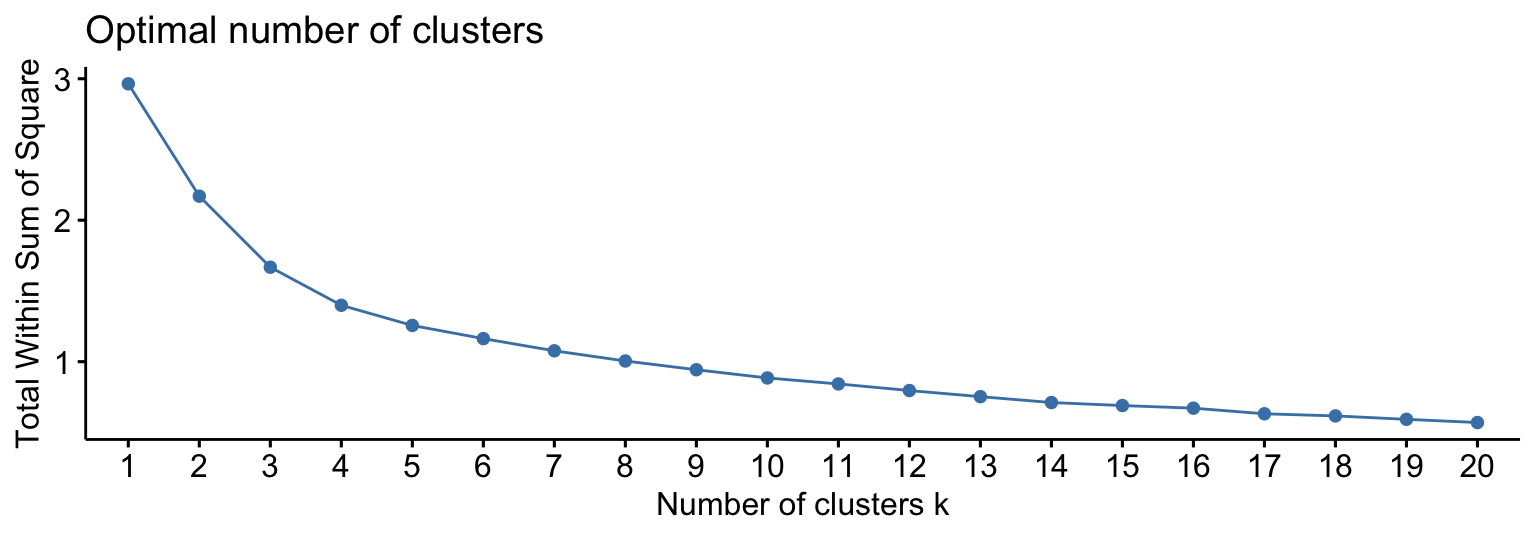 Optimal number of clusters
Total Within Sum of Square
3
2
1
1 2 3 4 5 6 7 8 9 10 11 12 13 14 15 16 17 18 19 20
Number of clusters k